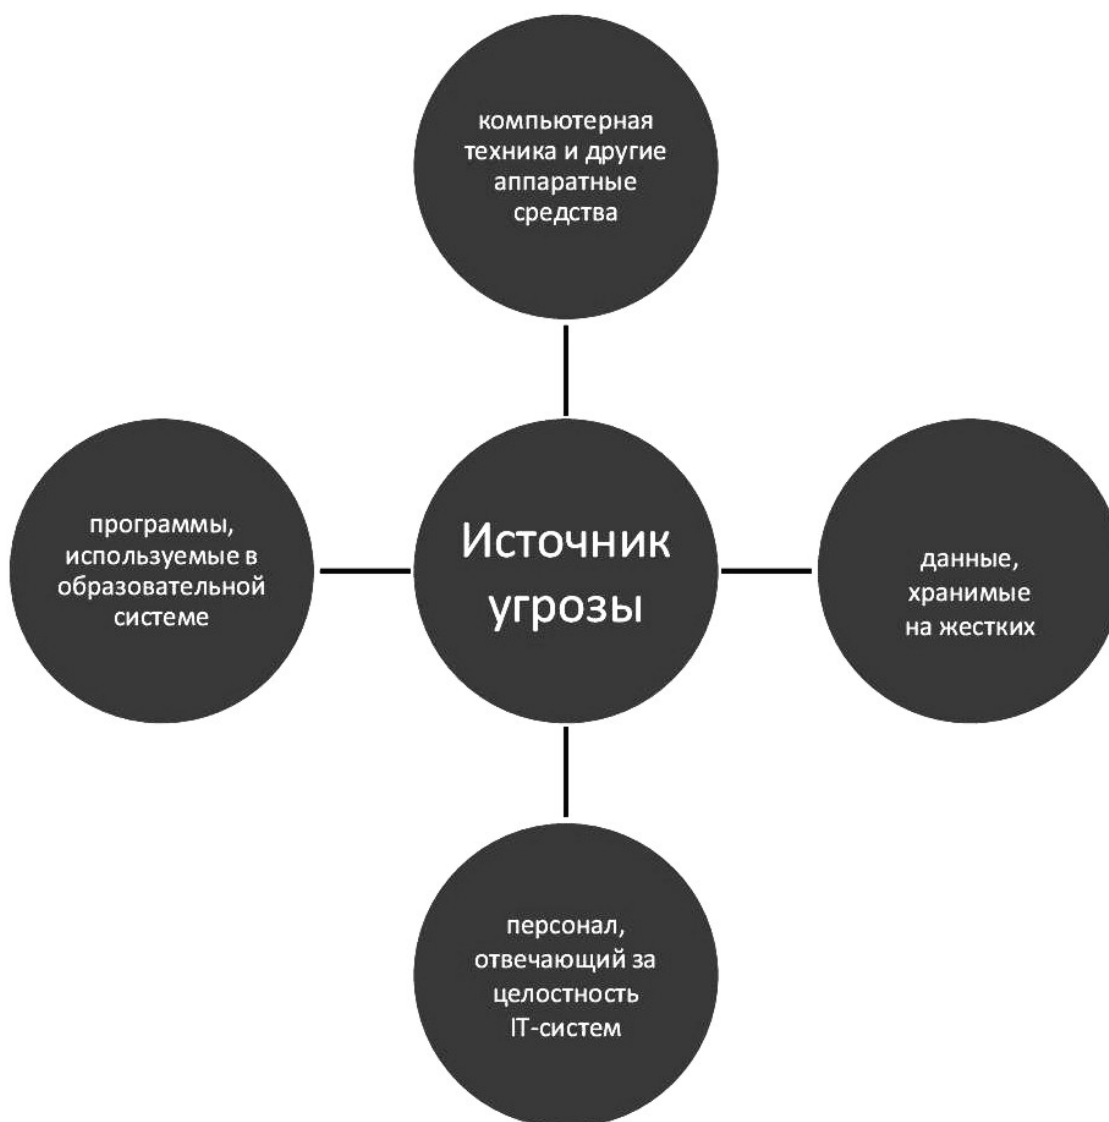 компьютерная
техника и другие
аппаратные
средства
программы,
используемые в
образовательной
системе
Источник
угрозы
данные,
хранимые
на жестких
персонал,
отвечающий за
целостность
IT-систем